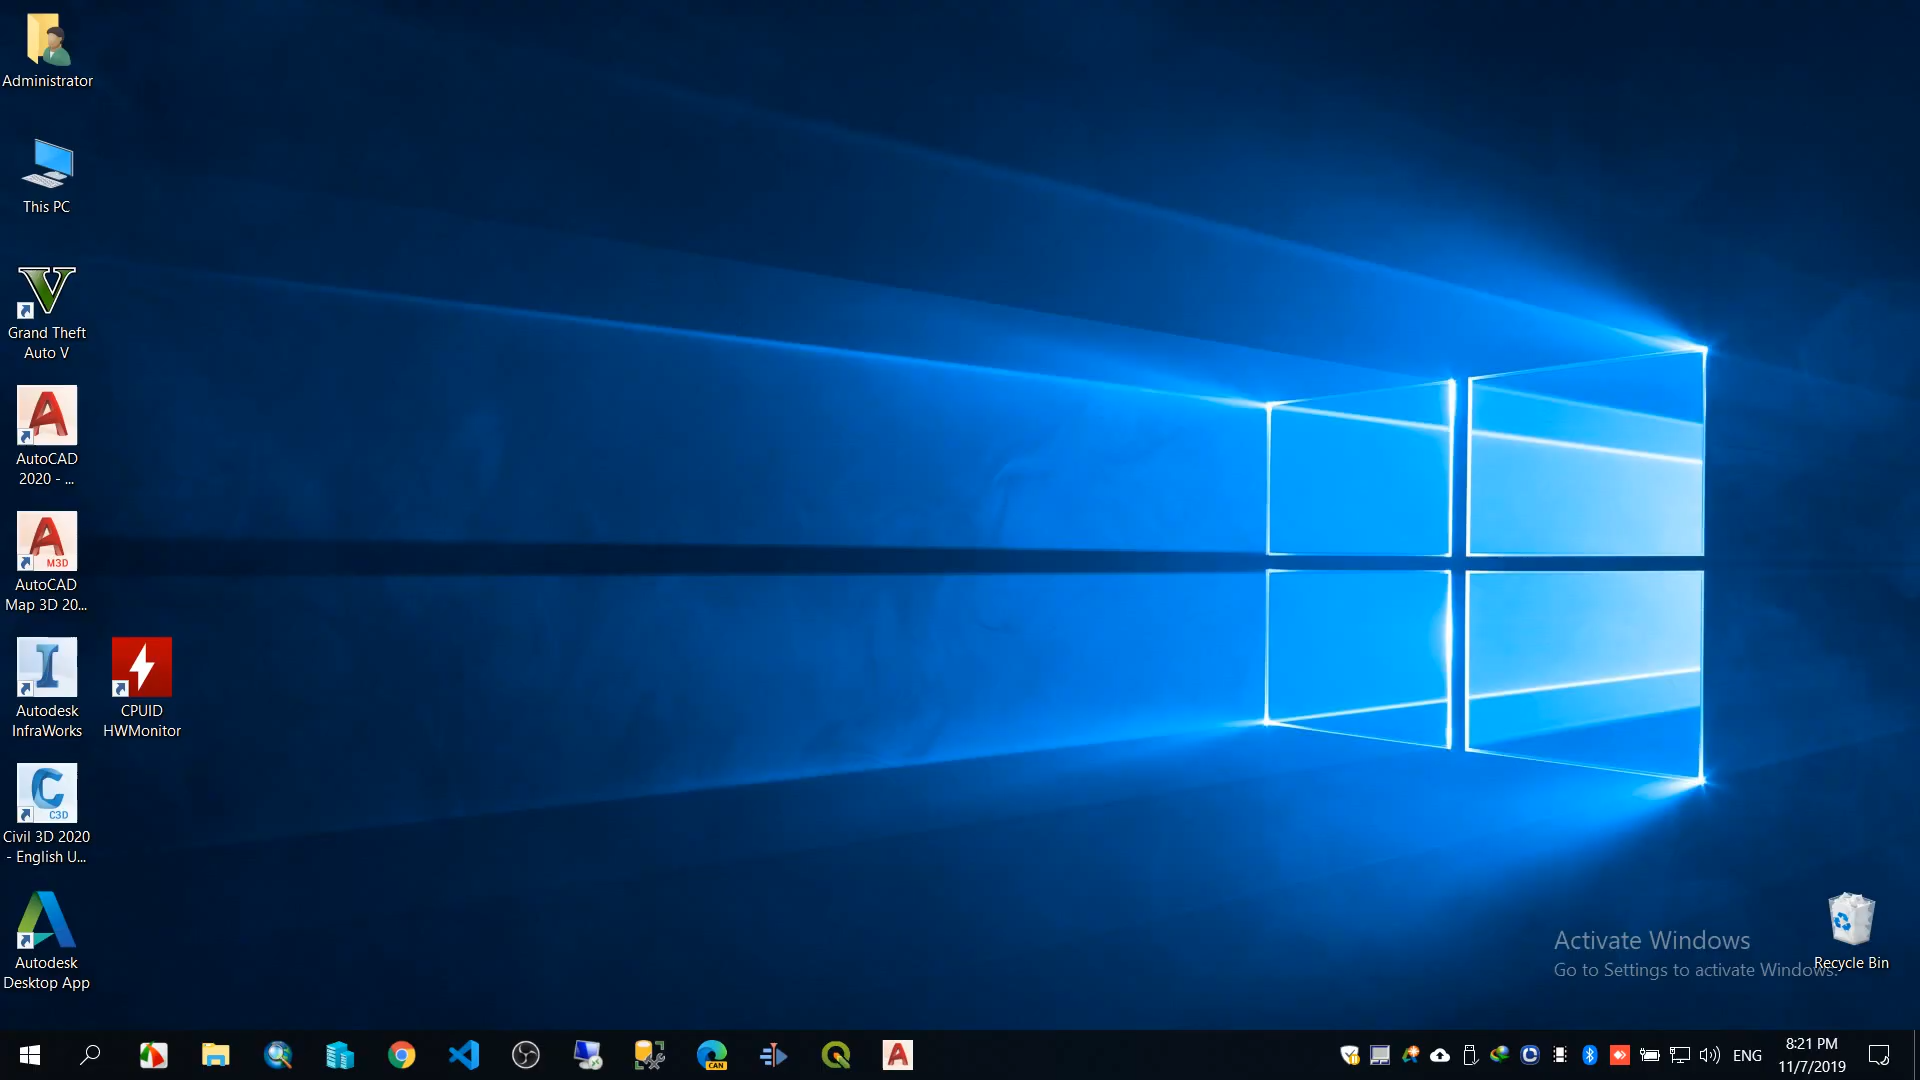 Administrator
This PC
Grand Theft
Auto V
AutoCAD
2020 - ...
M3D
AutoCAD
Map 3D 20...
Autodesk
InfraWorks
CPUID
HWMonitor
C3D
Civil 3D 2020
- English U...
Autodesk
Desktop App
Activate Windows
Go to Settings to activate Windows.
Recycle Bin
CAN
ENG
8:21 PM
11/7/2019